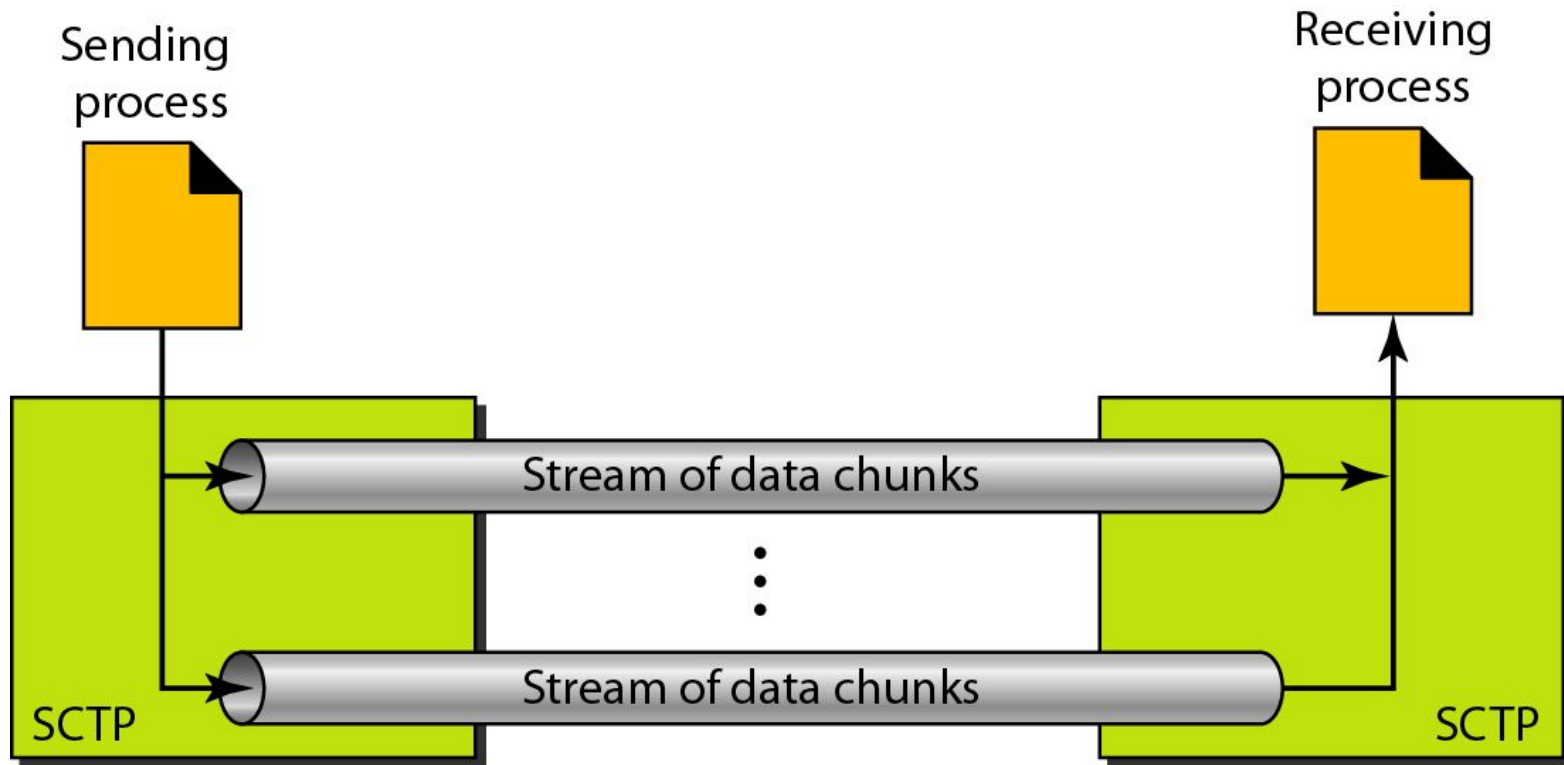 Sending
process
Receiving
process
Stream of data chunks
Stream of data chunks
SCTP
SCTP